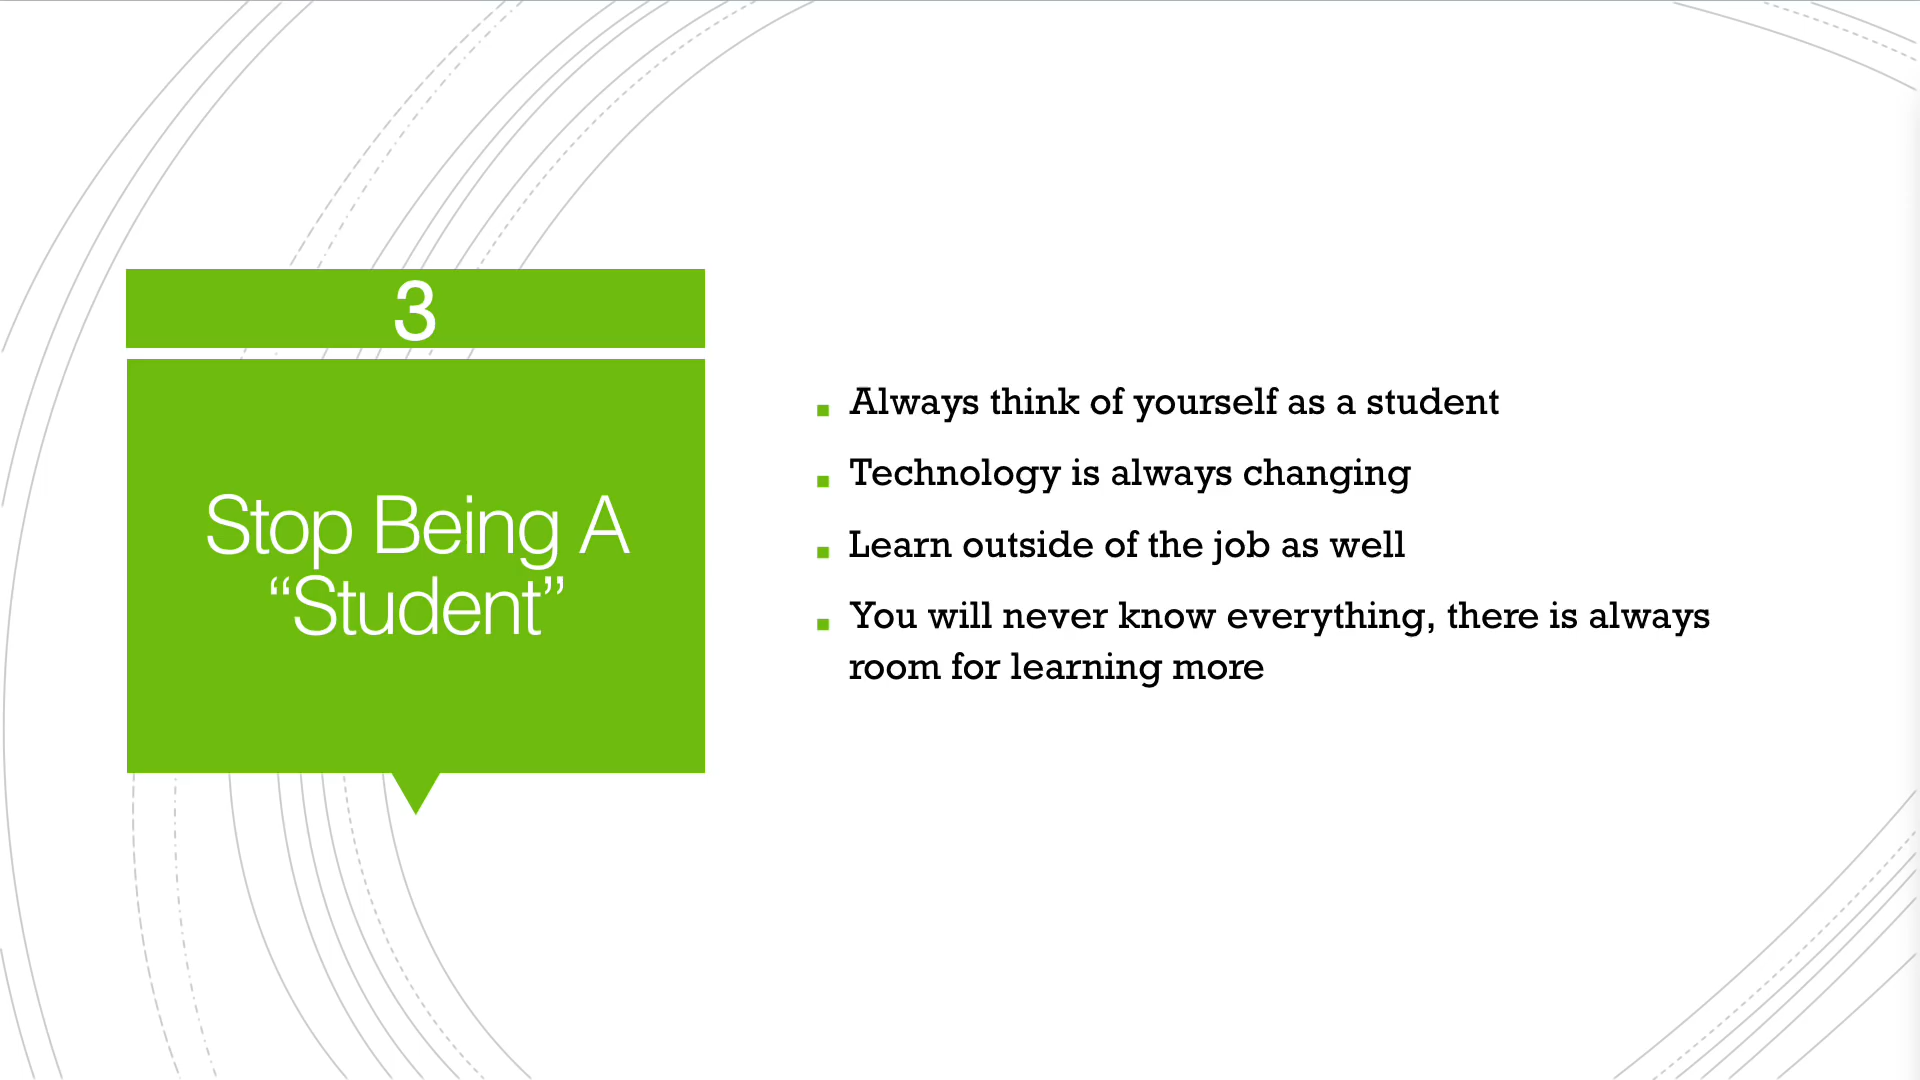 3
Stop Being A
“Student”
Always think of yourself as a student
Technology is always changing
Learn outside of the job as well
You will never know everything, there is always
room for learning more